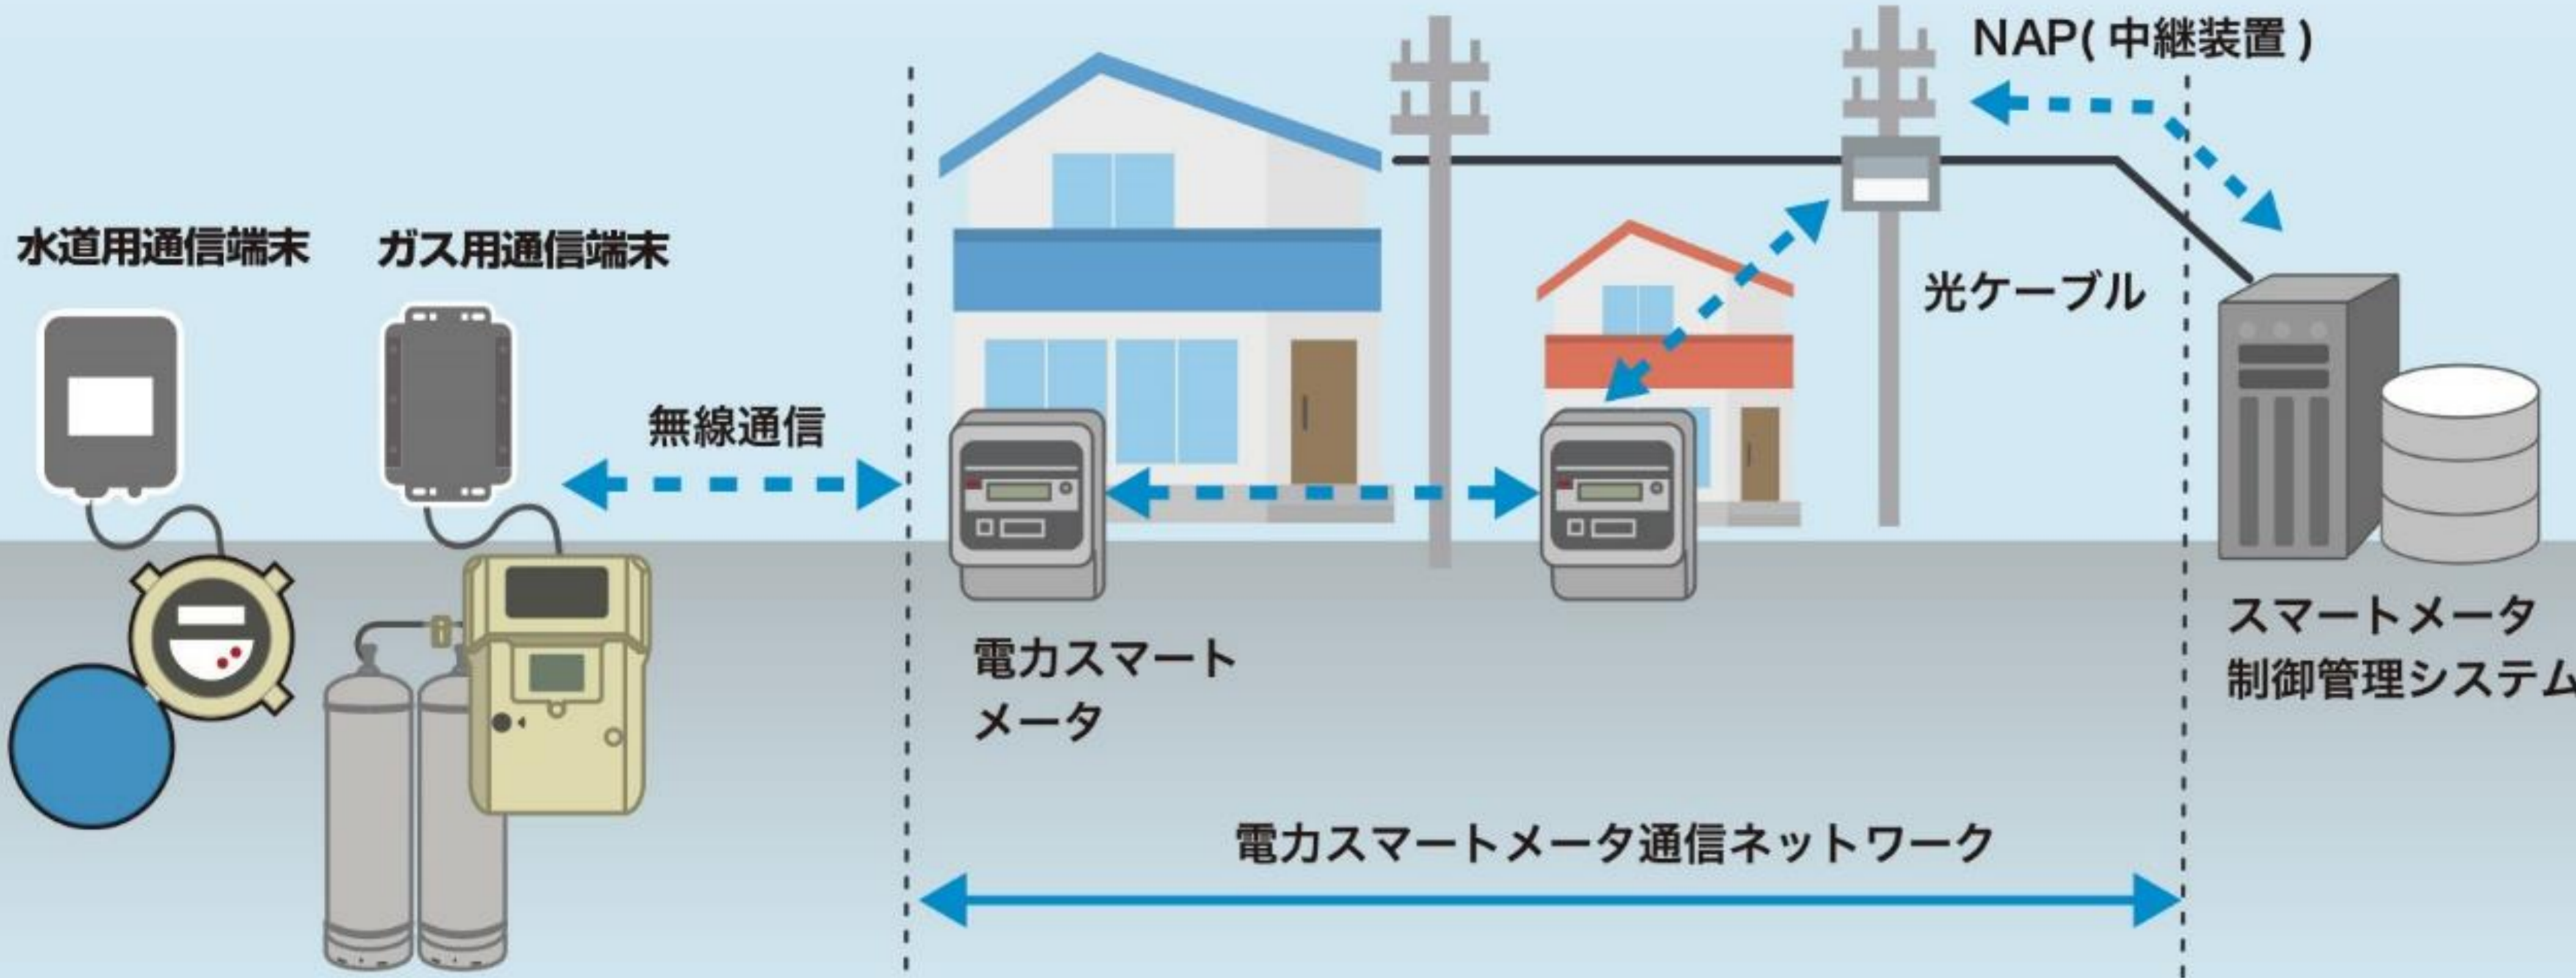 NAP( 中継装置 )
水道用通信端末
ガス用通信端末
光ケーブル
無線通信
電力スマート
メータ
スマートメータ
制御管理システム
電力スマートメータ通信ネットワーク